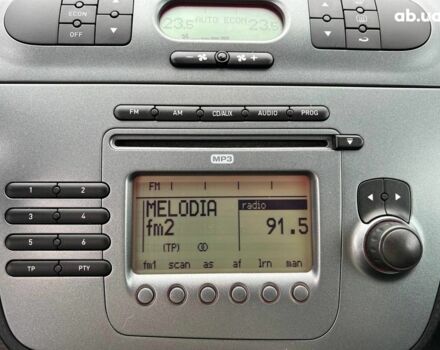 ab.ua
23.5 AUTO ECON 23.5
ECON
OFF
FM AM CD/AUX AUDIO PROG
MP3
1 2
3 4
5 6
TP PTY
FM
MELODIA radio
fm2 91.5
(TP)
fm1 scan as af lrn man